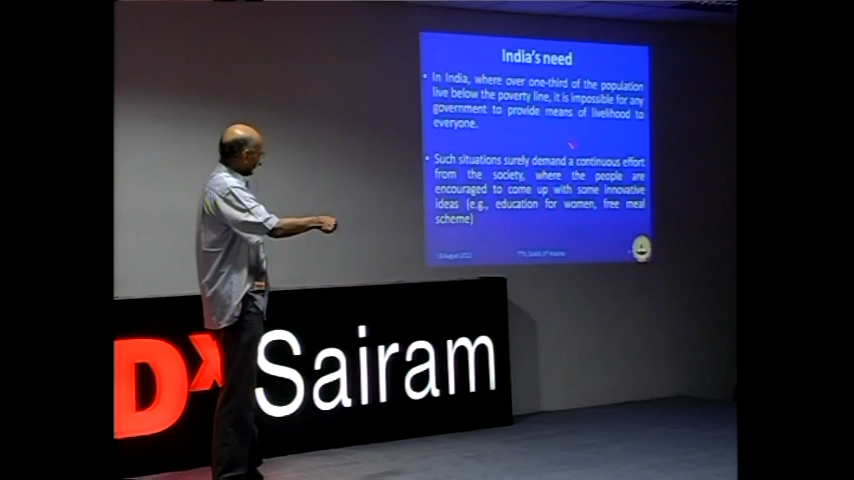 India's need
• In India, where over one-third of the population
live below the poverty line, it is impossible for any
government to provide means of livelihood to
everyone.
• Such situations surely demand a continuous effort
from the society, where the people are
encouraged to come up with some innovative
ideas (e.g., education for women, free meal
scheme)
August 2012
Dx Sairam